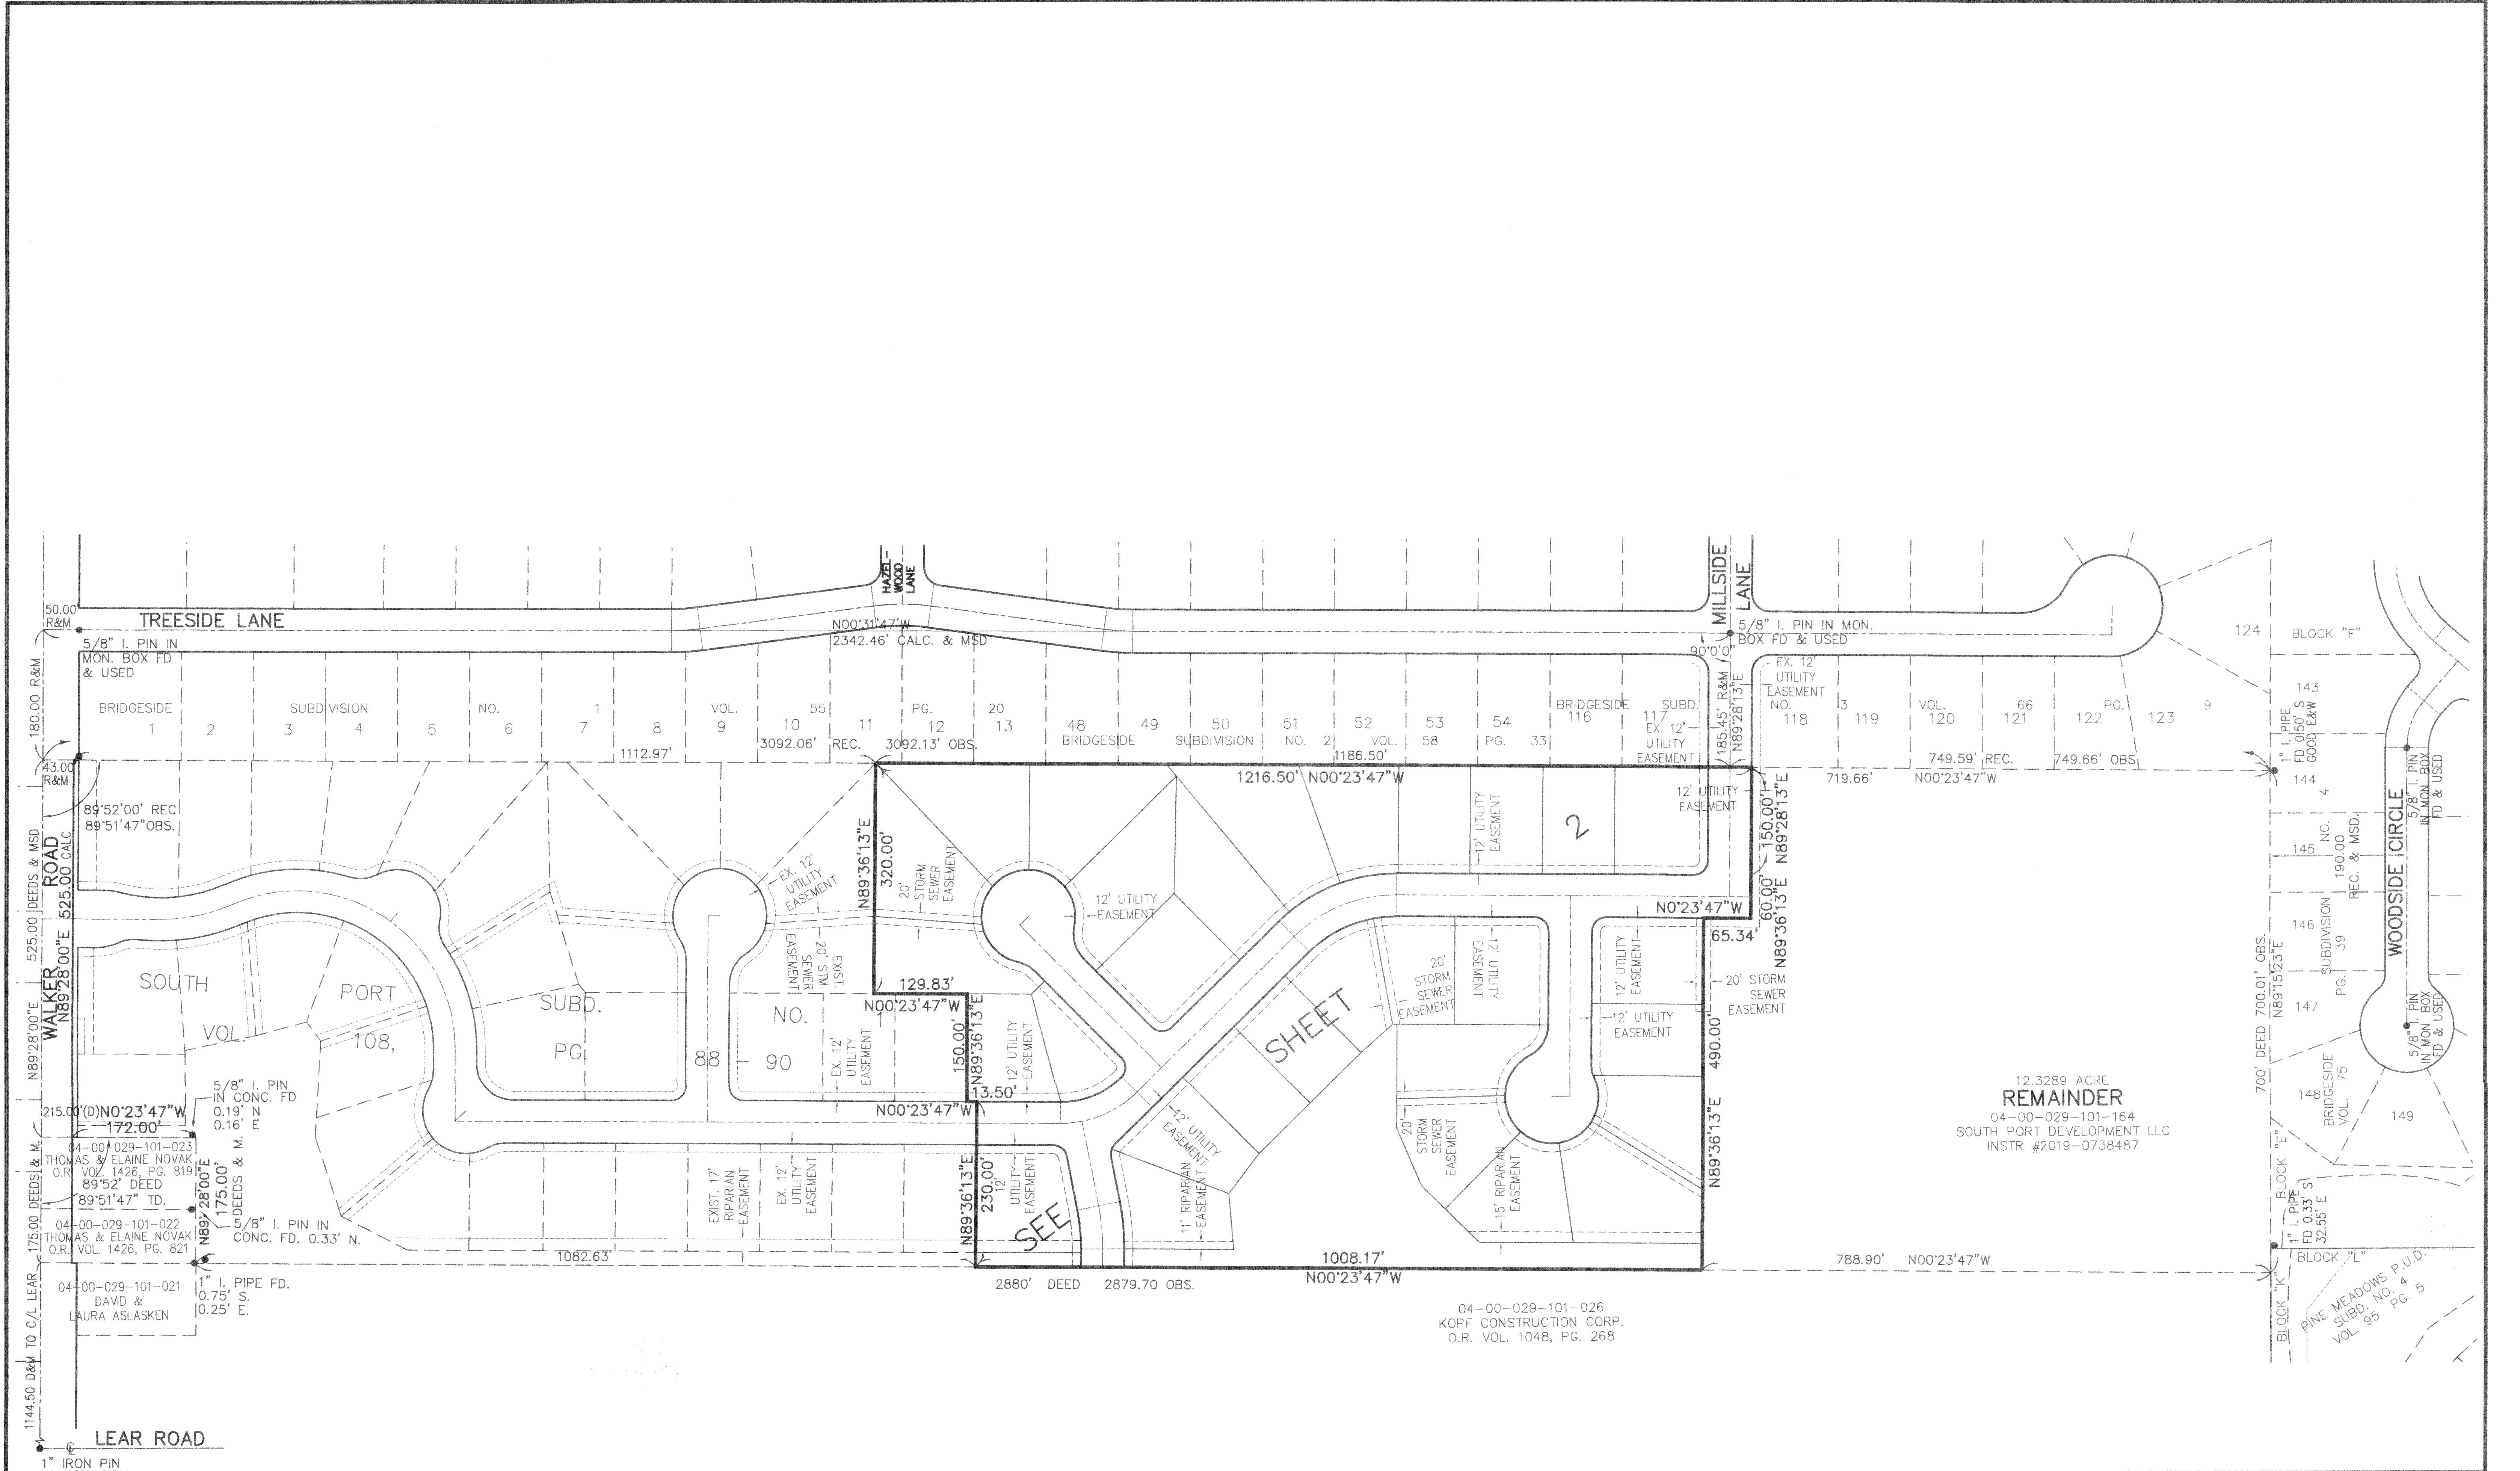 HAZEL-
WOOD
LANE
MILLSIDE
LANE
50.00'
R&M
TREESIDE LANE
5/8" I. PIN IN
MON. BOX FD
& USED
N00°31'47"W
2342.46' CALC. & MSD
5/8" I. PIN IN MON.
BOX FD & USED
90°0'0"
124
BLOCK "F"
180.00 R&M
BRIDGESIDE SUBDIVISION NO. 1 VOL. 55 PG. 20
1 2 3 4 5 6 7 8 9 10 11 12 13
48 49 50 51 52 53 54 116 117
BRIDGESIDE SUBDIVISION NO. 2 VOL. 58 PG. 33
BRIDGESIDE SUBD. NO. 3 VOL. 66 PG. 9
118 119 120 121 122 123
EX. 12'
UTILITY
EASEMENT
185.45' R&M
N89°28'13"E
EX. 12'
UTILITY
EASEMENT
1112.97'
3092.06' REC. 3092.13' OBS.
1186.50'
1216.50' N00°23'47"W
749.59' REC. 749.66' OBS.
719.66' N00°23'47"W
1" I. PIPE
FD 0.50' S
GOOD E&W
143
144
145
146
147
148
149
BRIDGESIDE SUBDIVISION NO. 4
VOL. 75 PG. 39
190.00
REC. & MSD.
WOODSIDE CIRCLE
5/8" I. PIN
IN MON. BOX
FD & USED
5/8" I. PIN
IN MON. BOX
FD & USED
43.00
R&M
89°52'00' REC
89°51'47"OBS.
WALKER ROAD
N89°28'00"E 525.00 CALC
N89°28'00"E 525.00 DEEDS & MSD
N89°36'13"E
320.00'
20'
STORM
SEWER
EASEMENT
EX. 12'
UTILITY
EASEMENT
12' UTILITY
EASEMENT
12' UTILITY
EASEMENT
2
12' UTILITY
EASEMENT
150.00'
N89°28'13"E
60.00'
N89°36'13"E
N0°23'47"W
65.34'
SOUTH PORT SUBD. NO. 1
VOL. 108, PG. 88 - 90
EXIST.
20' STM.
SEWER
EASEMENT
129.83'
N00°23'47"W
EX. 12'
UTILITY
EASEMENT
150.00'
N89°36'13"E
12' UTILITY
EASEMENT
13.50'
N00°23'47"W
SEE SHEET
20'
STORM
SEWER
EASEMENT
12' UTILITY
EASEMENT
12' UTILITY
EASEMENT
20' STORM
SEWER
EASEMENT
12' UTILITY
EASEMENT
490.00'
N89°36'13"E
12' UTILITY
EASEMENT
20'
STORM
SEWER
EASEMENT
12.3289 ACRE
REMAINDER
04-00-029-101-164
SOUTH PORT DEVELOPMENT LLC
INSTR #2019-0738487
700' DEED 700.01' OBS.
N89°15'23"E
BLOCK "E"
215.00'(D)
N0°23'47"W
172.00'
5/8" I. PIN
IN CONC. FD
0.19' N
0.16' E
04-00-029-101-023
THOMAS & ELAINE NOVAK
O.R. VOL. 1426, PG. 819
89°52' DEED
89°51'47" TD.
N89°28'00"E
175.00'
DEEDS & M.
04-00-029-101-022
THOMAS & ELAINE NOVAK
O.R. VOL. 1426, PG. 821
5/8" I. PIN IN
CONC. FD. 0.33' N.
175.00 DEEDS & M.
EXIST. 17'
RIPARIAN
EASEMENT
EX. 12'
UTILITY
EASEMENT
N89°36'13"E
230.00'
12'
UTILITY
EASEMENT
11' RIPARIAN
EASEMENT
15' RIPARIAN
EASEMENT
1082.63'
1008.17'
N00°23'47"W
788.90' N00°23'47"W
2880' DEED 2879.70 OBS.
1" I. PIPE
FD 0.33' S
32.55' E
BLOCK "L"
BLOCK "K"
PINE MEADOWS P.U.D.
SUBD. NO. 4
VOL. 95 PG. 5
04-00-029-101-021
DAVID &
LAURA ASLASKEN
1" I. PIPE FD.
0.75' S.
0.25' E.
04-00-029-101-026
KOPF CONSTRUCTION CORP.
O.R. VOL. 1048, PG. 268
1144.50 D&M TO C/L LEAR
LEAR ROAD
1" IRON PIN